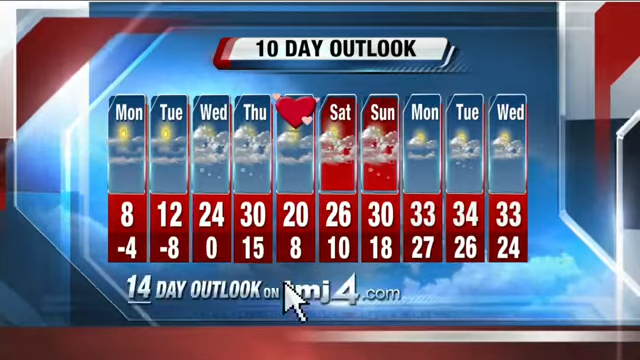 10 DAY OUTLOOK
Mon Tue Wed Thu Sat Sun Mon Tue Wed
8 12 24 30 20 26 30 33 34 33
-4 -8 0 15 8 10 18 27 26 24
14 DAY OUTLOOK ON mj4.com